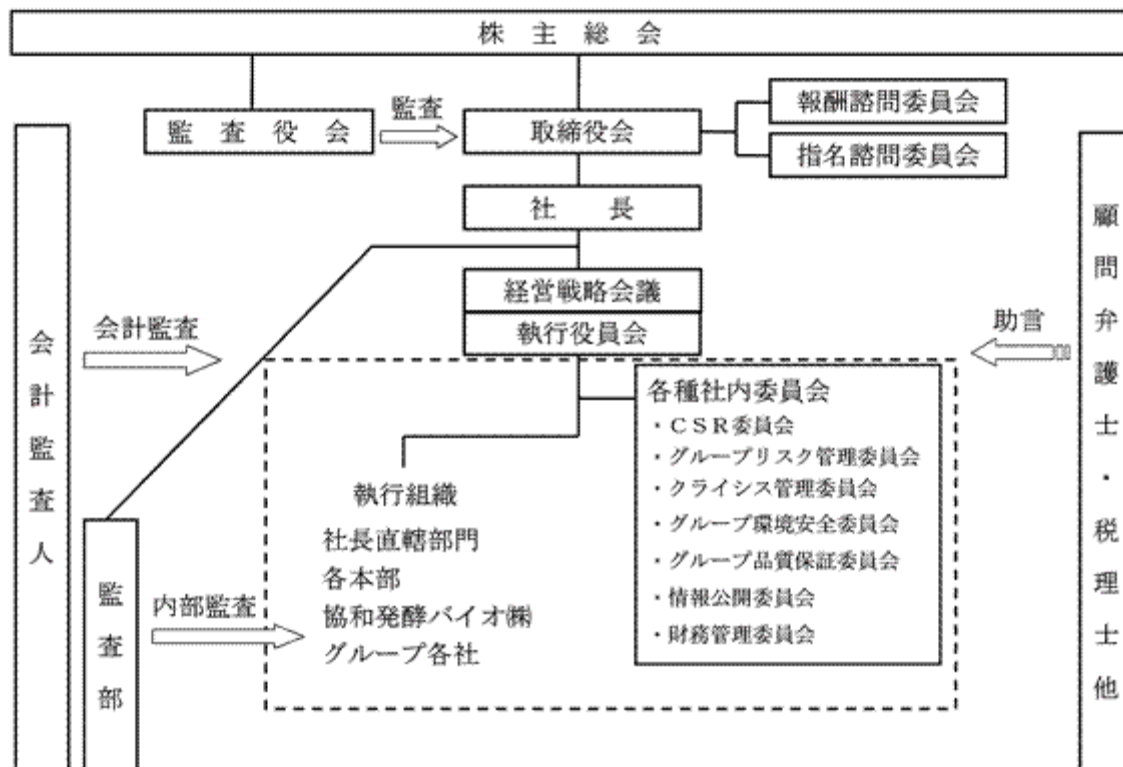 株主総会
監査役会
監査
取締役会
報酬諮問委員会
指名諮問委員会
社長
経営戦略会議
執行役員会
会計監査人
会計監査
助言
顧問弁護士・税理士他
監査部
内部監査
執行組織
社長直轄部門
各本部
協和発酵バイオ㈱
グループ各社
各種社内委員会
・ＣＳＲ委員会
・グループリスク管理委員会
・クライシス管理委員会
・グループ環境安全委員会
・グループ品質保証委員会
・情報公開委員会
・財務管理委員会